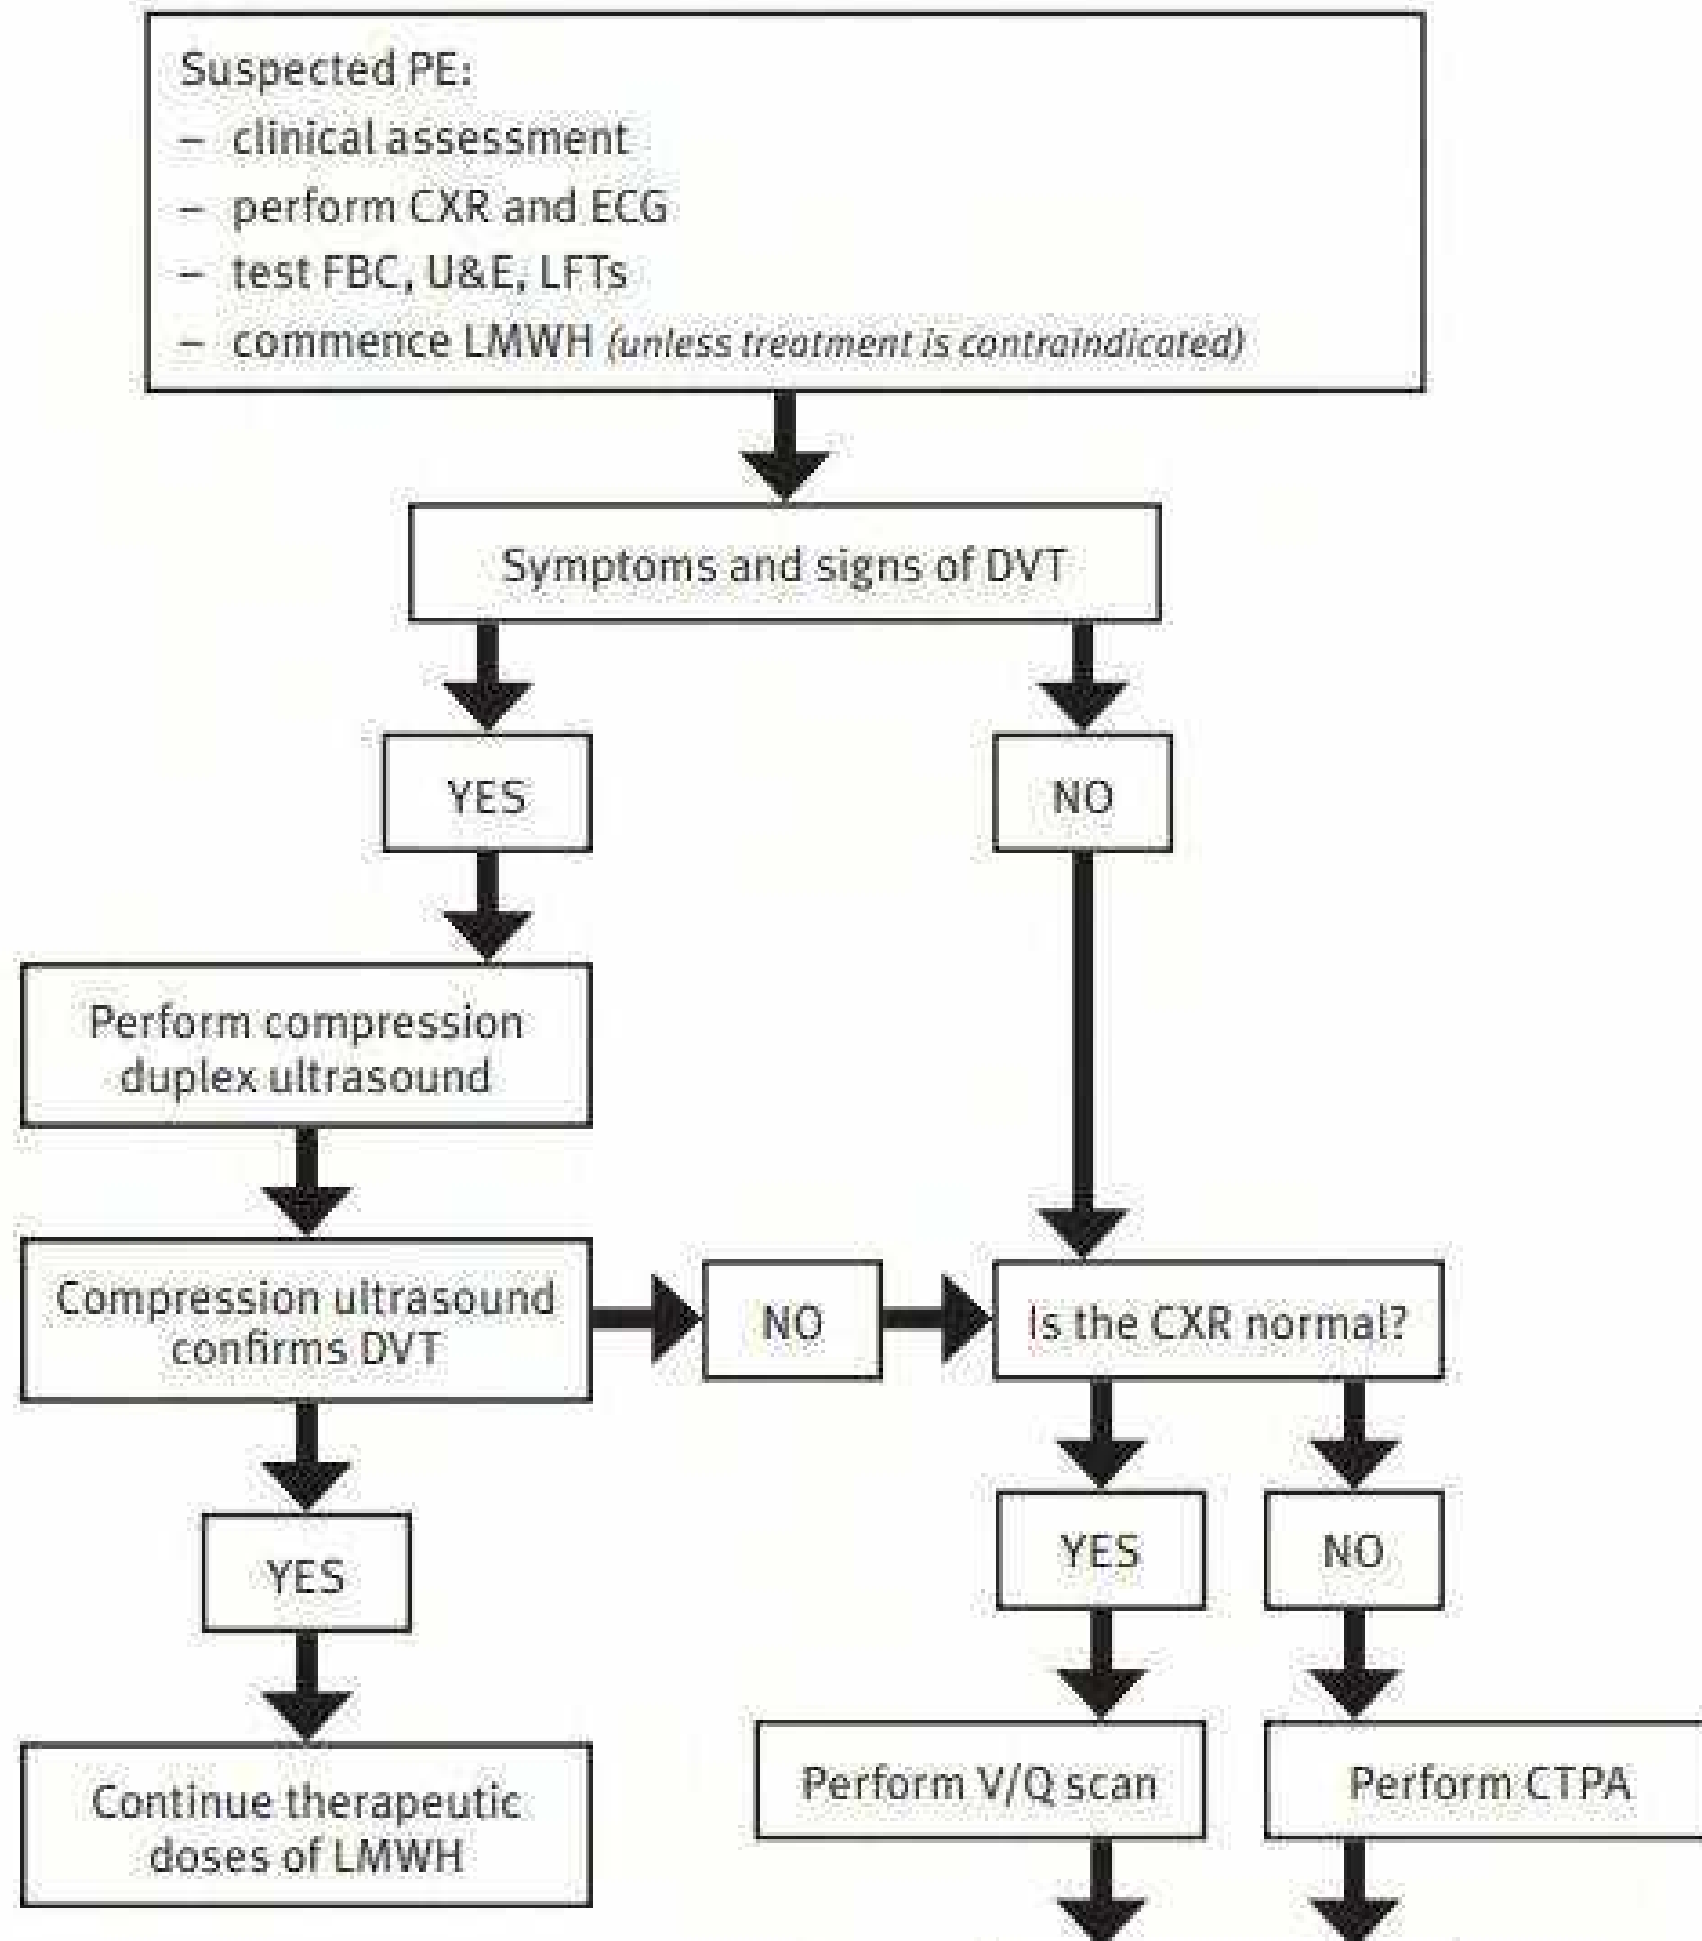 Suspected PE:
– clinical assessment
– perform CXR and ECG
– test FBC, U&E, LFTs
– commence LMWH (unless treatment is contraindicated)
Symptoms and signs of DVT
YES
NO
Perform compression
duplex ultrasound
Compression ultrasound
confirms DVT
NO
Is the CXR normal?
YES
YES
NO
Continue therapeutic
doses of LMWH
Perform V/Q scan
Perform CTPA